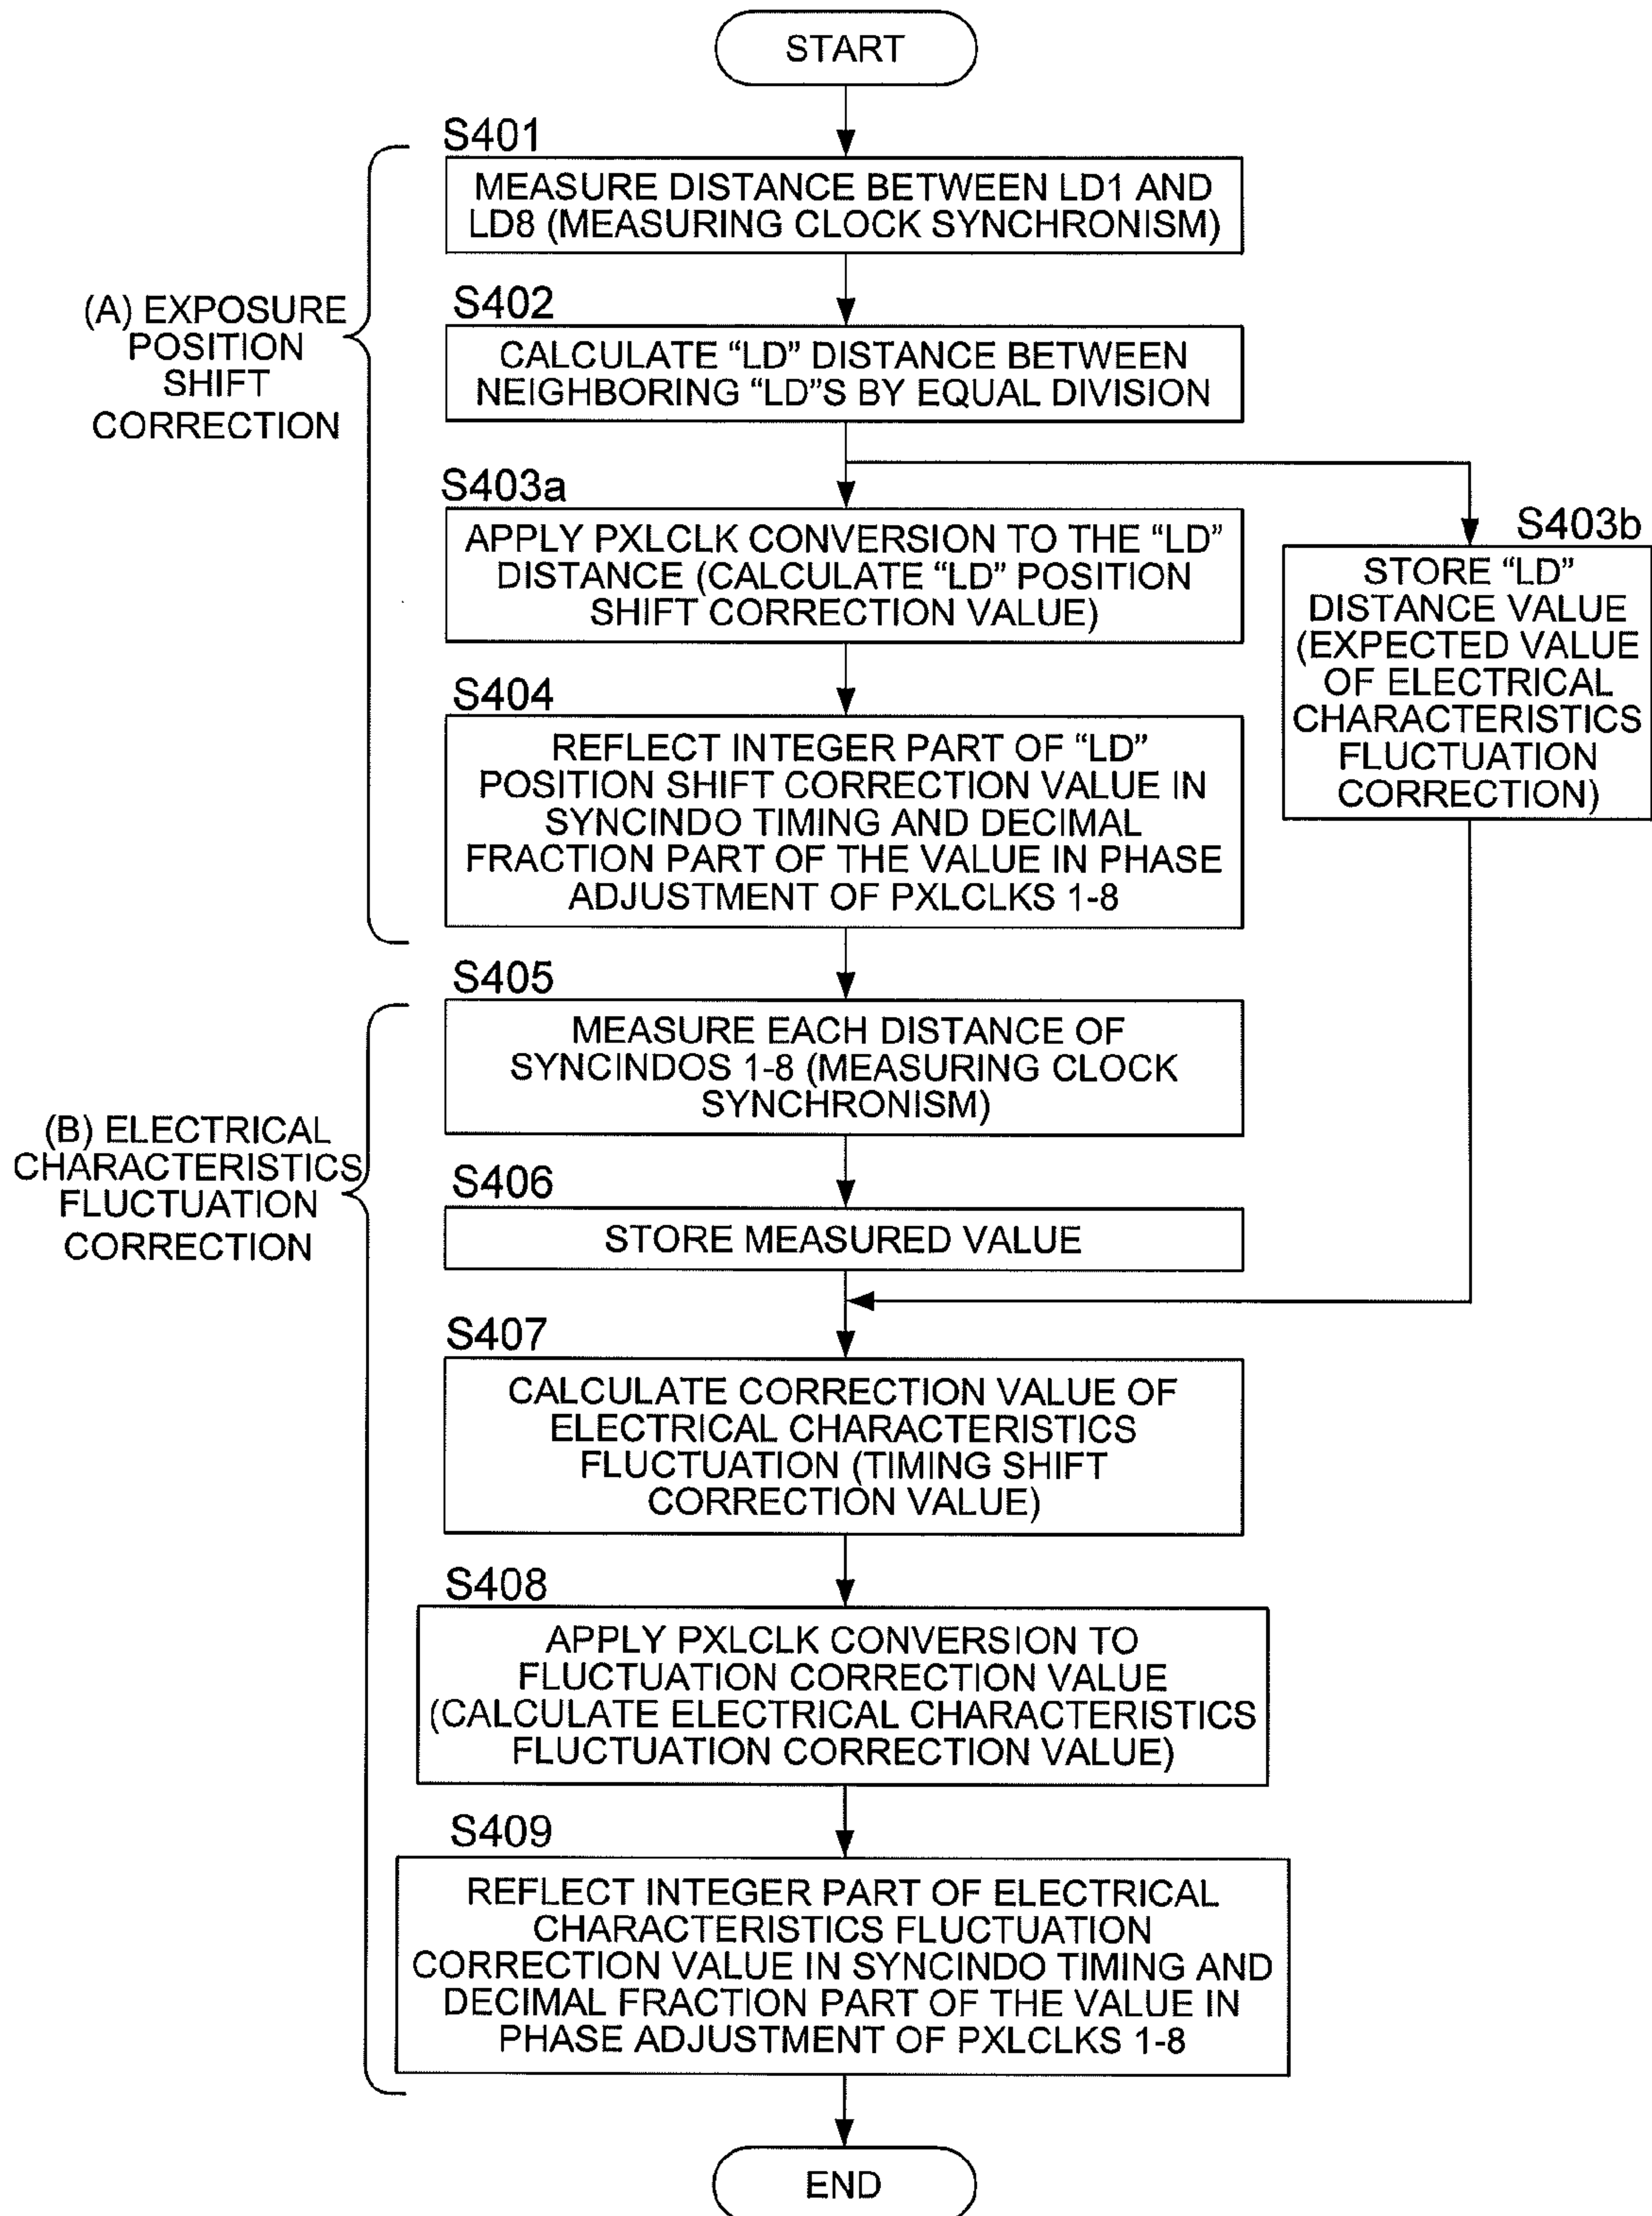 START
S401
MEASURE DISTANCE BETWEEN LD1 AND
LD8 (MEASURING CLOCK SYNCHRONISM)
(A) EXPOSURE
POSITION
SHIFT
CORRECTION
S402
CALCULATE “LD” DISTANCE BETWEEN
NEIGHBORING “LD”S BY EQUAL DIVISION
S403a
APPLY PXLCLK CONVERSION TO THE “LD”
DISTANCE (CALCULATE “LD” POSITION
SHIFT CORRECTION VALUE)
S403b
STORE “LD”
DISTANCE VALUE
(EXPECTED VALUE
OF ELECTRICAL
CHARACTERISTICS
FLUCTUATION
CORRECTION)
S404
REFLECT INTEGER PART OF “LD”
POSITION SHIFT CORRECTION VALUE IN
SYNCINDO TIMING AND DECIMAL
FRACTION PART OF THE VALUE IN PHASE
ADJUSTMENT OF PXLCLKS 1-8
S405
MEASURE EACH DISTANCE OF
SYNCINDOS 1-8 (MEASURING CLOCK
SYNCHRONISM)
(B) ELECTRICAL
CHARACTERISTICS
FLUCTUATION
CORRECTION
S406
STORE MEASURED VALUE
S407
CALCULATE CORRECTION VALUE OF
ELECTRICAL CHARACTERISTICS
FLUCTUATION (TIMING SHIFT
CORRECTION VALUE)
S408
APPLY PXLCLK CONVERSION TO
FLUCTUATION CORRECTION VALUE
(CALCULATE ELECTRICAL CHARACTERISTICS
FLUCTUATION CORRECTION VALUE)
S409
REFLECT INTEGER PART OF ELECTRICAL
CHARACTERISTICS FLUCTUATION
CORRECTION VALUE IN SYNCINDO TIMING AND
DECIMAL FRACTION PART OF THE VALUE IN
PHASE ADJUSTMENT OF PXLCLKS 1-8
END